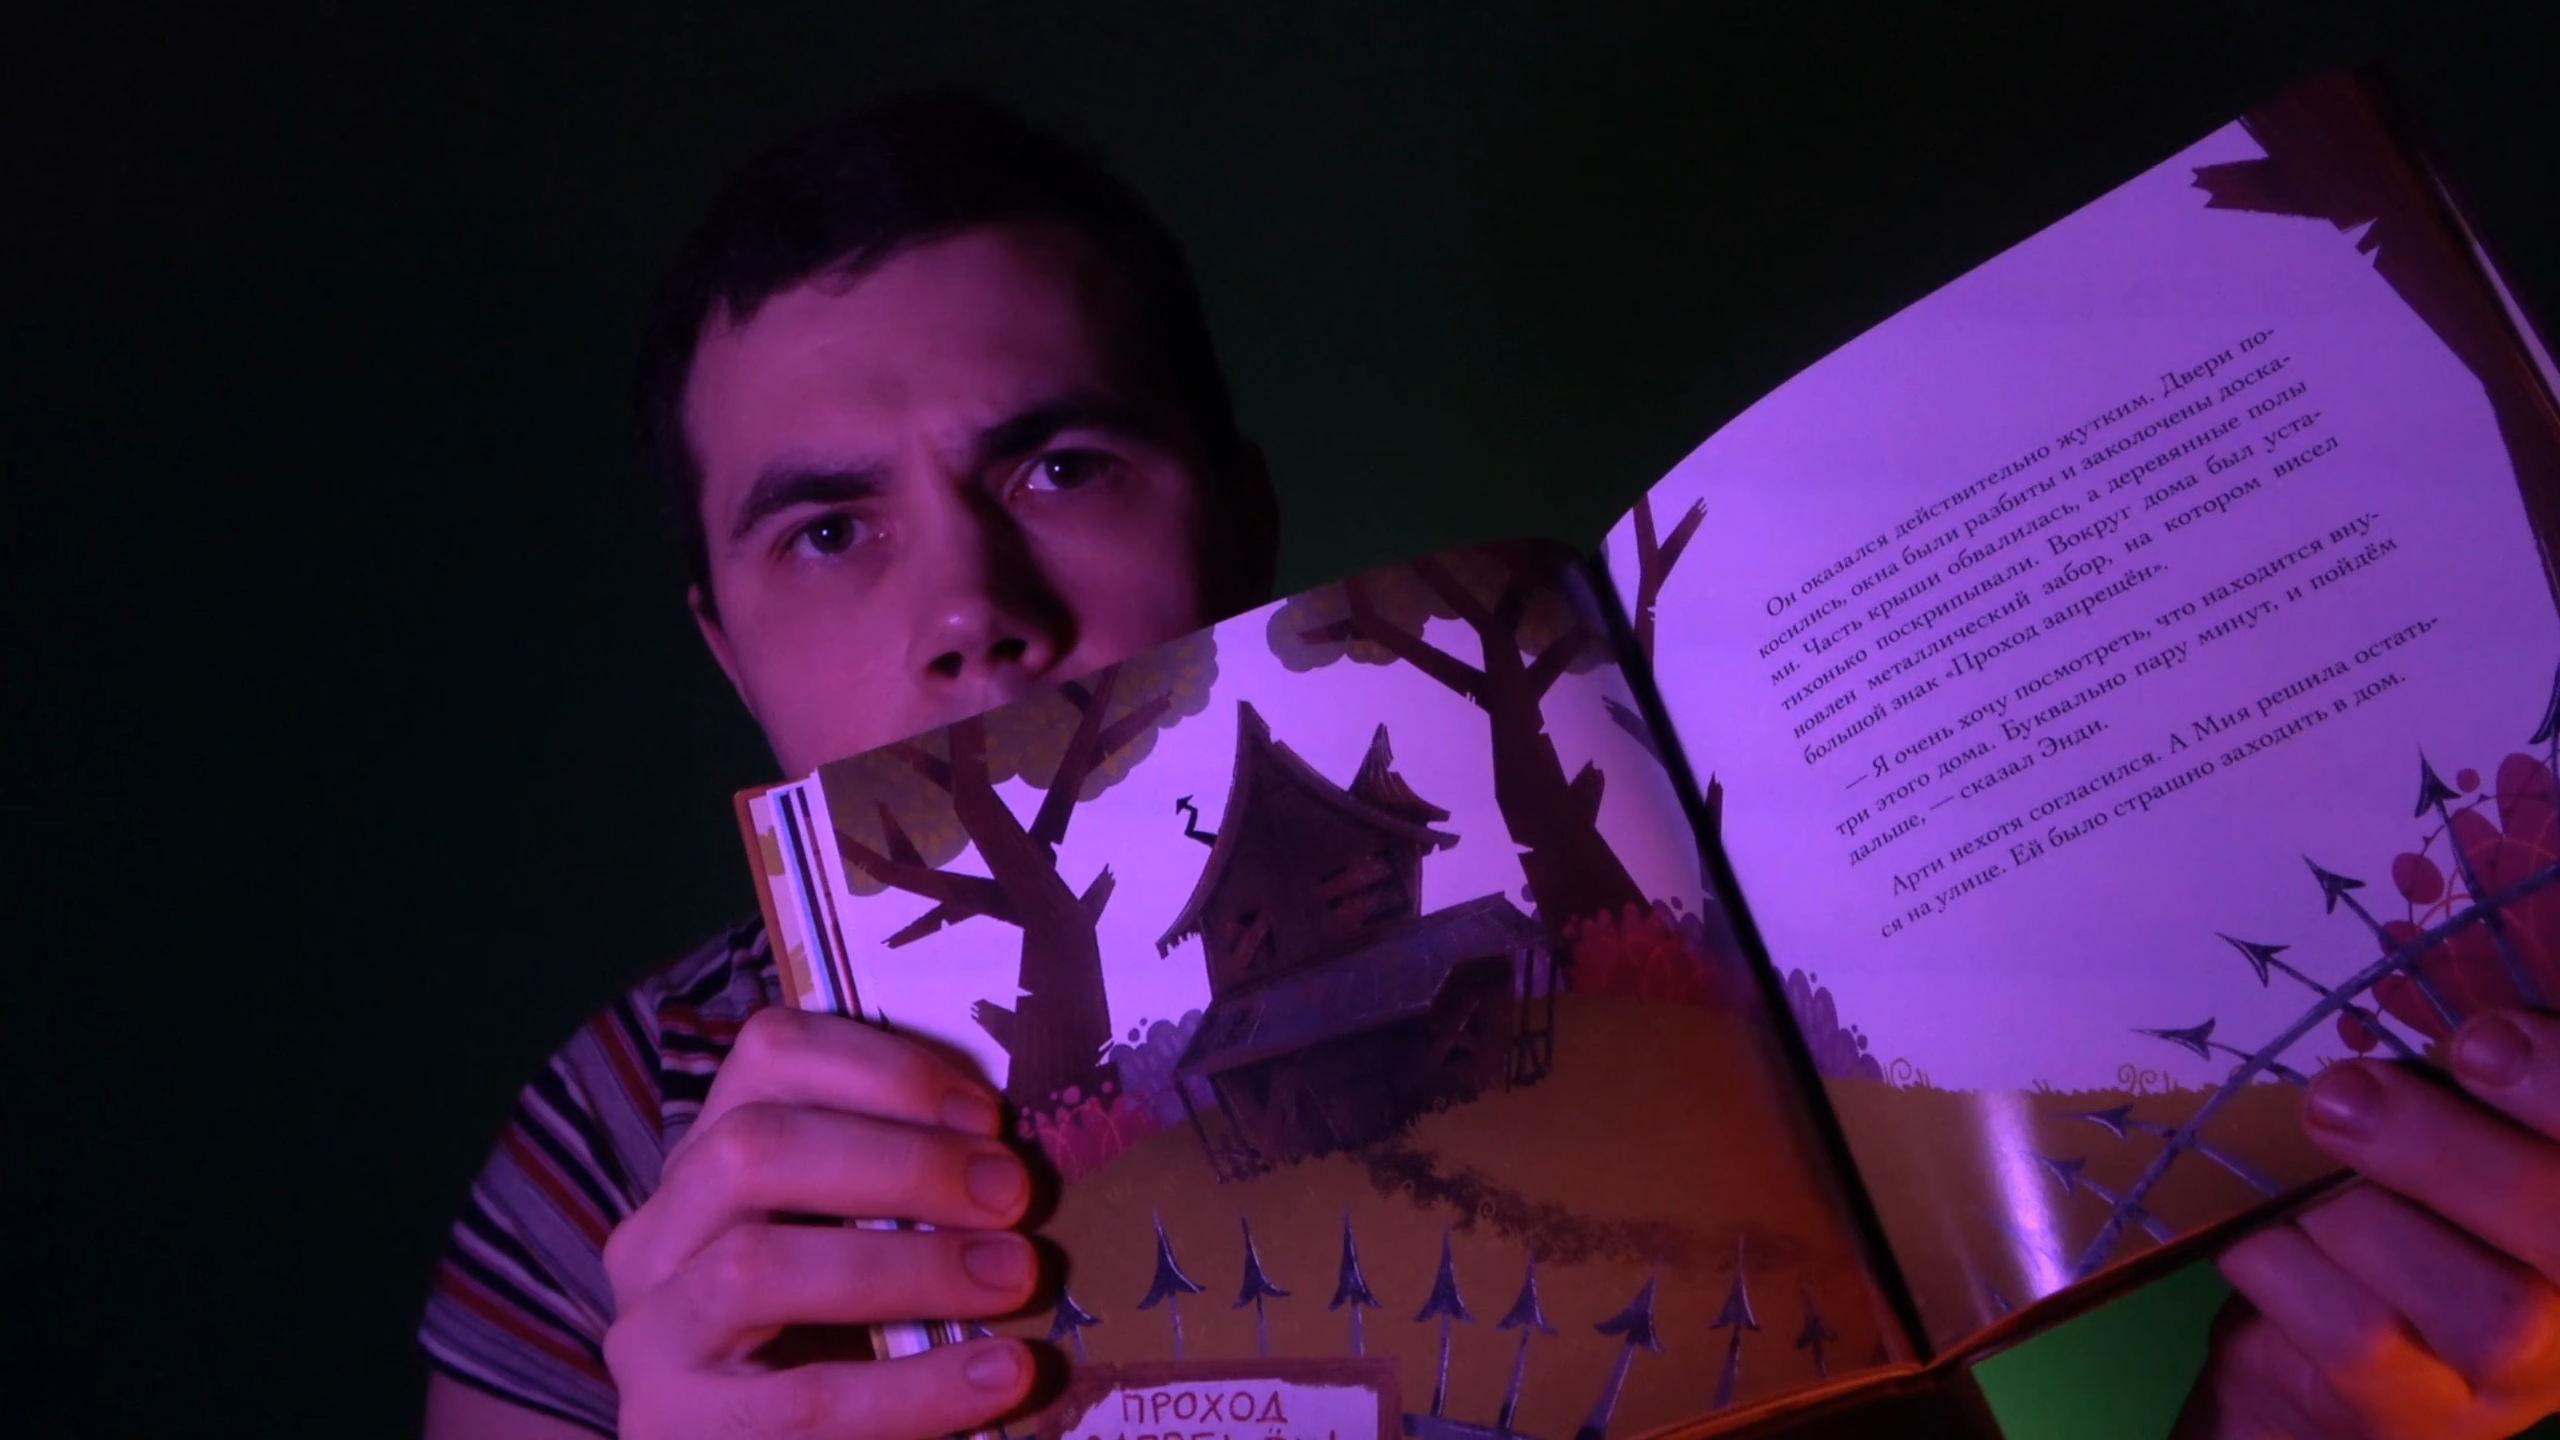 ПРОХОД
Он оказался действительно жутким. Двери по-
косились, окна были разбиты и заколочены доска-
ми. Часть крыши обвалилась, а деревянные полы
тихонько поскрипывали. Вокруг дома был уста-
новлен металлический забор, на котором висел
большой знак «Проход запрещён».
— Я очень хочу посмотреть, что находится вну-
три этого дома. Буквально пару минут, и пойдём
дальше, — сказал Энди.
Арти нехотя согласился. А Мия решила остать-
ся на улице. Ей было страшно заходить в дом.